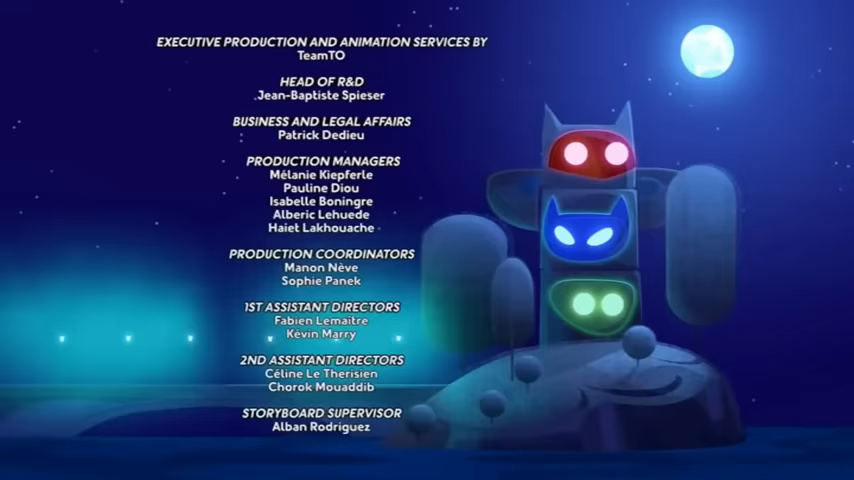 EXECUTIVE PRODUCTION AND ANIMATION SERVICES BY
TeamTO
HEAD OF R&D
Jean-Baptiste Spieser
BUSINESS AND LEGAL AFFAIRS
Patrick Dedieu
PRODUCTION MANAGERS
Mélanie Kiepferle
Pauline Diou
Isabelle Boningre
Alberic Lehuede
Haiet Lakhouache
PRODUCTION COORDINATORS
Manon Nève
Sophie Panek
1ST ASSISTANT DIRECTORS
Fabien Lemaitre
Kévin Marry
2ND ASSISTANT DIRECTORS
Céline Le Therisien
Chorok Mouaddib
STORYBOARD SUPERVISOR
Alban Rodriguez